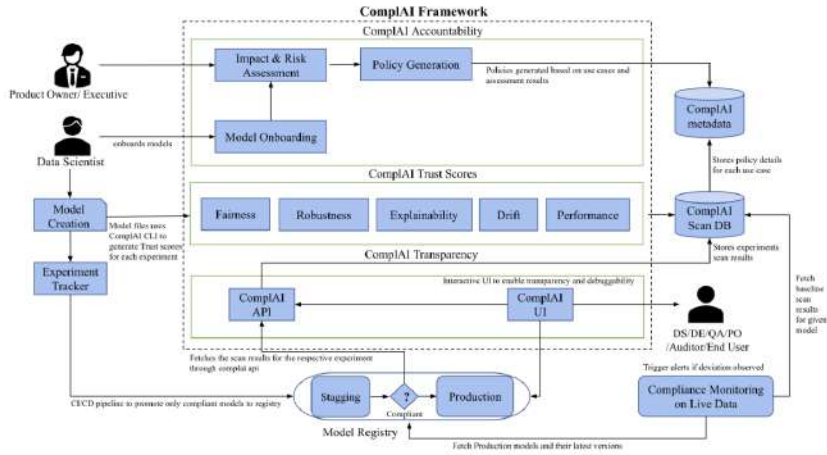 ComplAI Framework
ComplAI Accountability
Impact & Risk
Assessment
Policy Generation
Policies generated based on use cases and
assessment results
Product Owner/ Executive
ComplAI
metadata
onboards models
Model Onboarding
Data Scientist
Stores policy details
for each use case
ComplAI Trust Scores
Model
Creation
Fairness
Robustness
Explainability
Drift
Performance
ComplAI
Scan DB
Model files uses
ComplAI CLI to
generate Trust scores
for each experiment
Experiment
Tracker
ComplAI Transparency
Stores experiments
scan results
Interactive UI to enable transparency and debuggability
ComplAI
API
ComplAI
UI
Fetch
baseline
scan
results
for given
model
DS/DE/QA/PO
/Auditor/End User
Fetches the scan results for the respective experiment
through complai api
Trigger alerts if deviation observed
Stagging
?
Compliant
Production
Compliance Monitoring
on Live Data
CI/CD pipeline to promote only compliant models to registry
Model Registry
Fetch Production models and their latest versions